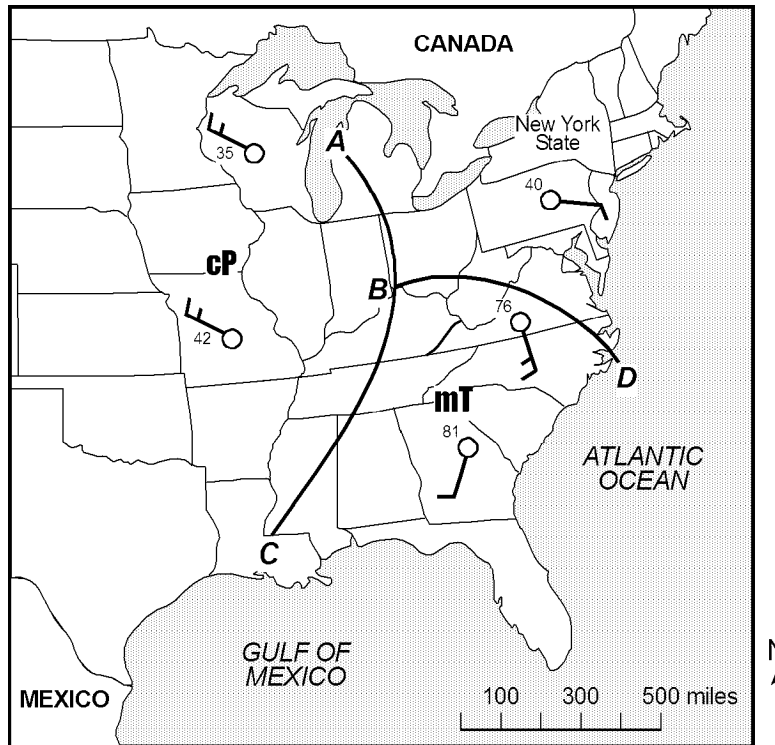 CANADA
New York
State
A
35
40
cP
B
76
42
D
mT
81
ATLANTIC
OCEAN
C
GULF OF
MEXICO
MEXICO
100 300 500 miles